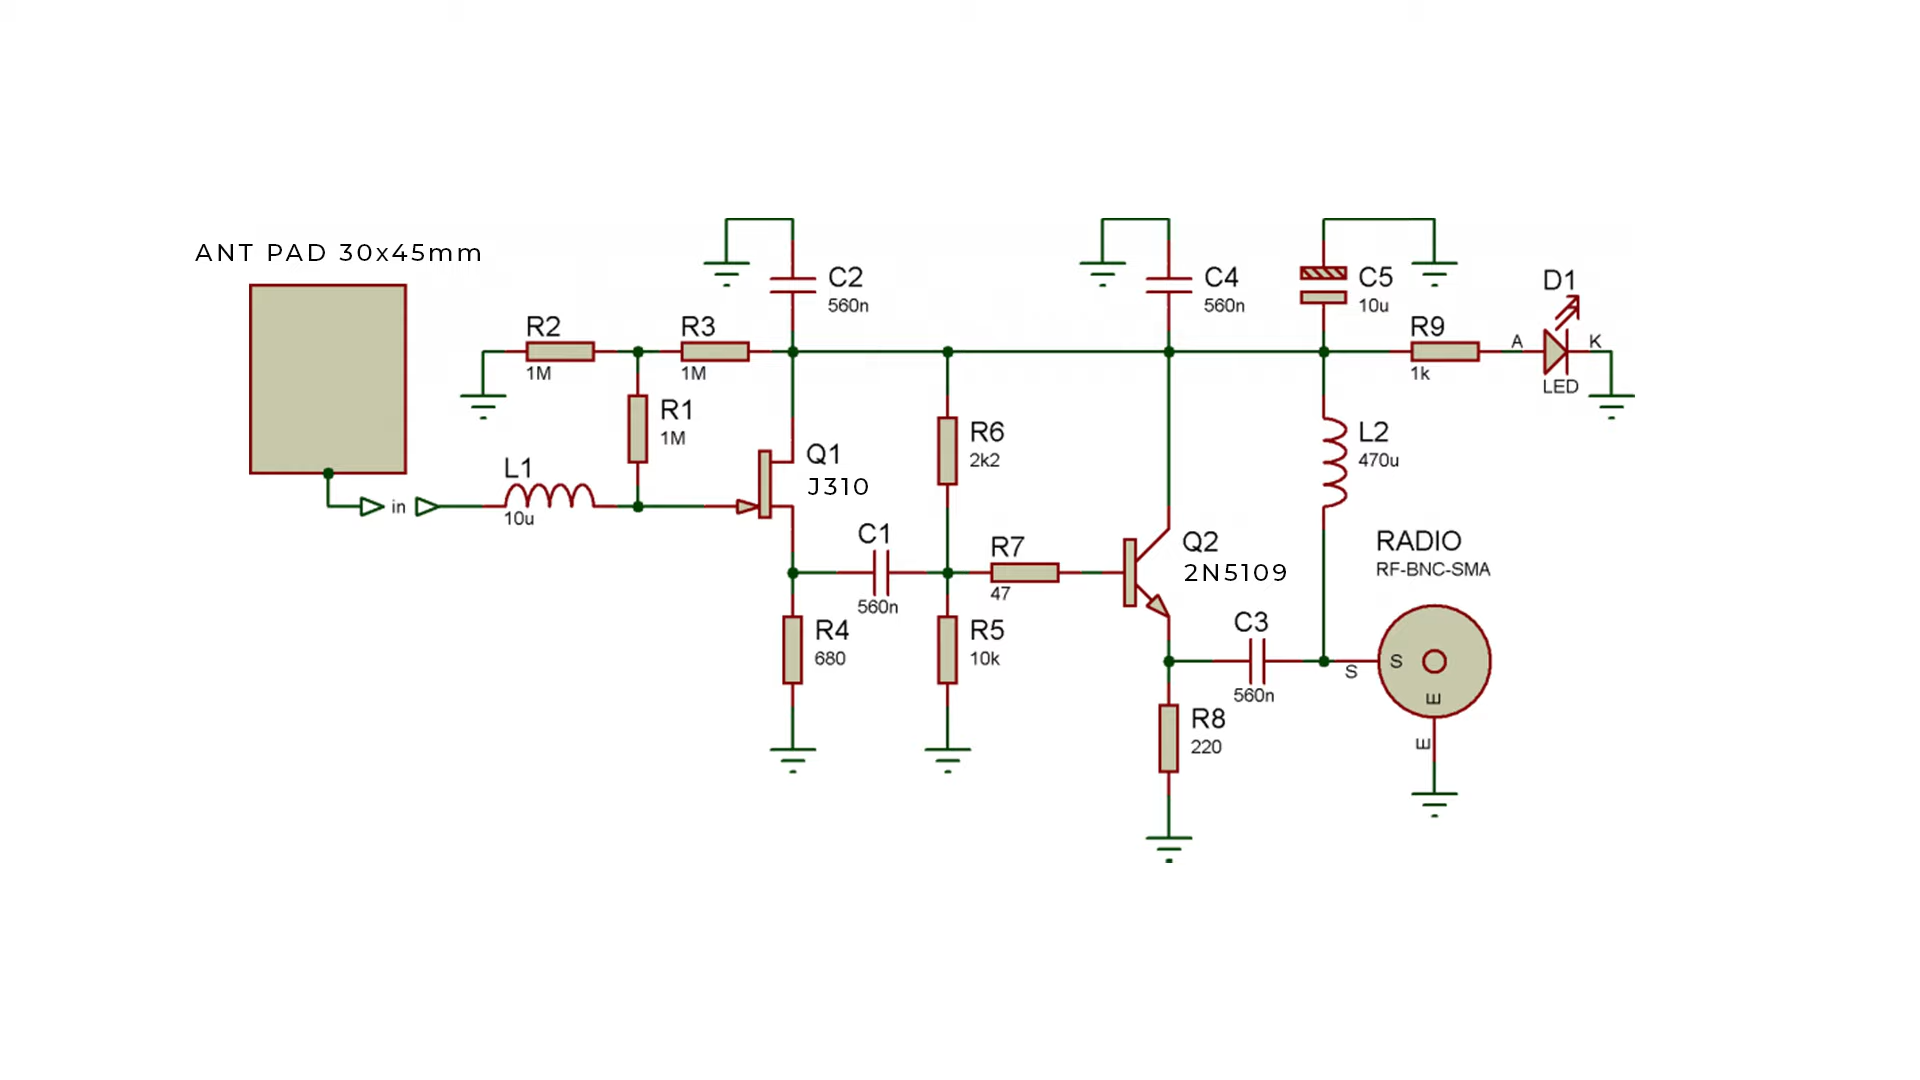 ANT PAD 30x45mm
in
L1
10u
R2
1M
R3
1M
R1
1M
C2
560n
Q1
J310
C1
560n
R4
680
R6
2k2
R5
10k
R7
47
C4
560n
Q2
2N5109
C3
560n
R8
220
C5
10u
L2
470u
R9
1k
D1
A
K
LED
RADIO
RF-BNC-SMA
S
S
E
E